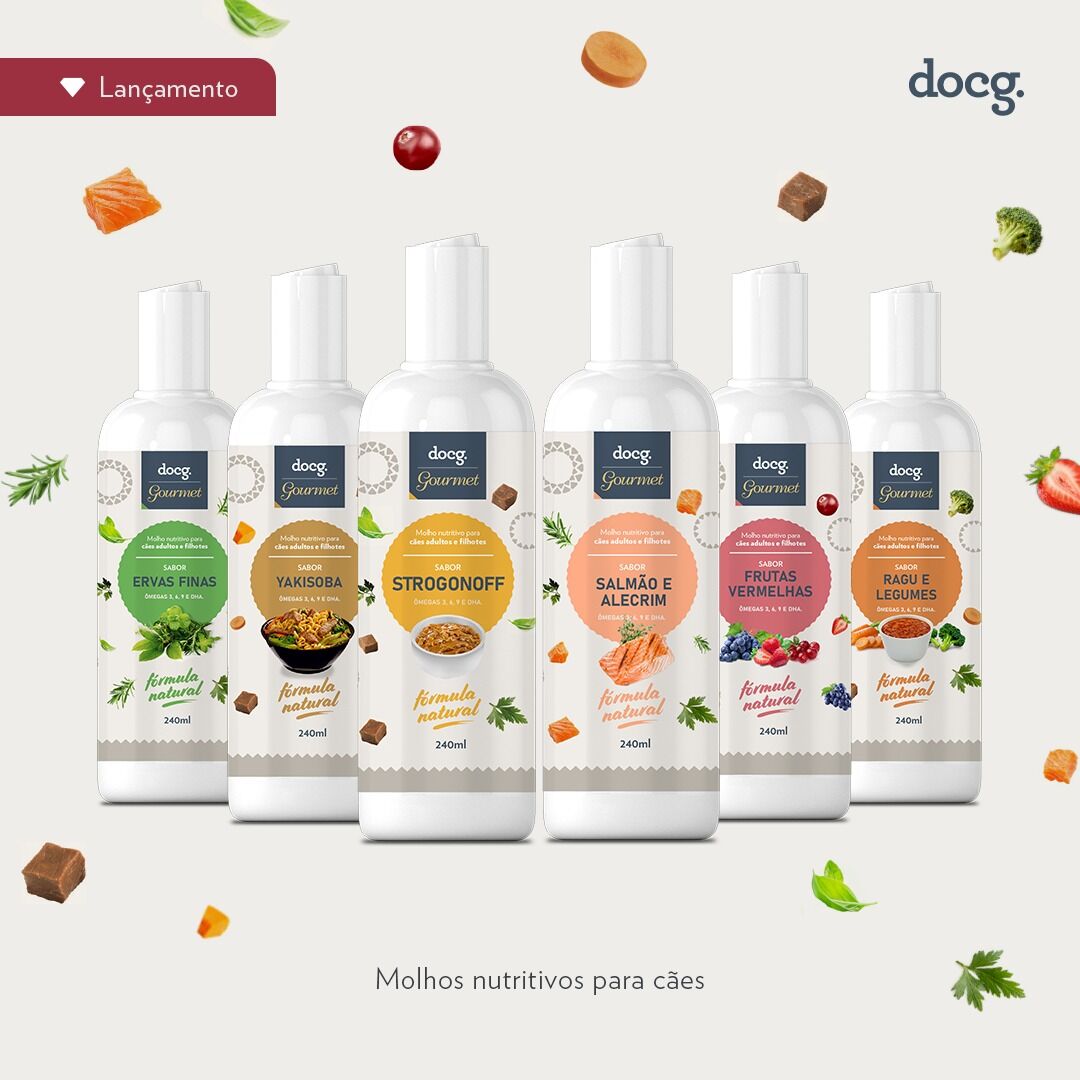 Lançamento
docg.
docg.
Gourmet
Molho nutritivo para
cães adultos e filhotes
SABOR
ERVAS FINAS
ÔMEGAS 3, 6, 9 E DHA.
fórmula
natural
240ml
docg.
Gourmet
Molho nutritivo para
cães adultos e filhotes
SABOR
YAKISOBA
ÔMEGAS 3, 6, 9 E DHA.
fórmula
natural
240ml
docg.
Gourmet
Molho nutritivo para
cães adultos e filhotes
SABOR
STROGONOFF
ÔMEGAS 3, 6, 9 E DHA.
fórmula
natural
240ml
docg.
Gourmet
Molho nutritivo para
cães adultos e filhotes
SABOR
SALMÃO E
ALECRIM
ÔMEGAS 3, 6, 9 E DHA.
fórmula
natural
240ml
docg.
Gourmet
Molho nutritivo para
cães adultos e filhotes
SABOR
FRUTAS
VERMELHAS
ÔMEGAS 3, 6, 9 E DHA.
fórmula
natural
240ml
docg.
Gourmet
Molho nutritivo para
cães adultos e filhotes
SABOR
RAGU E
LEGUMES
ÔMEGAS 3, 6, 9 E DHA.
fórmula
natural
240ml
Molhos nutritivos para cães